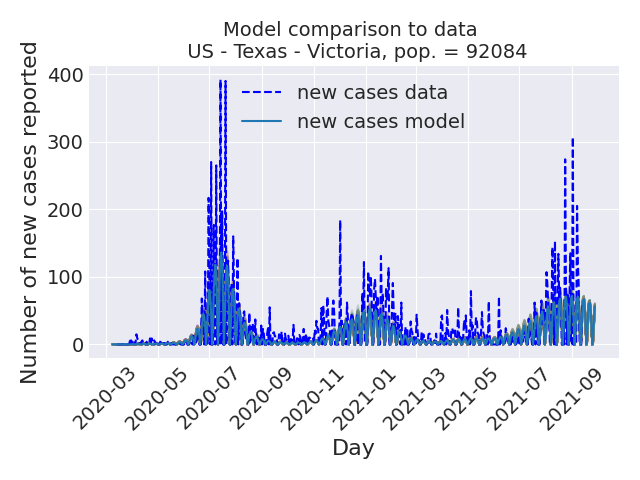 Model comparison to data
US - Texas - Victoria, pop. = 92084
Number of new cases reported
400
300
200
100
0
new cases data
new cases model
2020-03
2020-05
2020-07
2020-09
2020-11
2021-01
2021-03
2021-05
2021-07
2021-09
Day